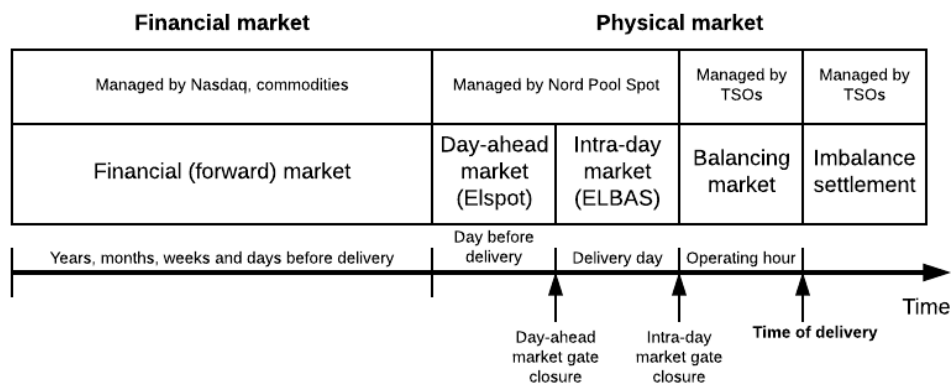 Financial market
Physical market
Managed by Nasdaq, commodities
Managed by Nord Pool Spot
Managed by
TSOs
Managed by
TSOs
Financial (forward) market
Day-ahead
market
(Elspot)
Intra-day
market
(ELBAS)
Balancing
market
Imbalance
settlement
Years, months, weeks and days before delivery
Day before
delivery
Delivery day
Operating hour
Time
Day-ahead
market gate
closure
Intra-day
market gate
closure
Time of delivery